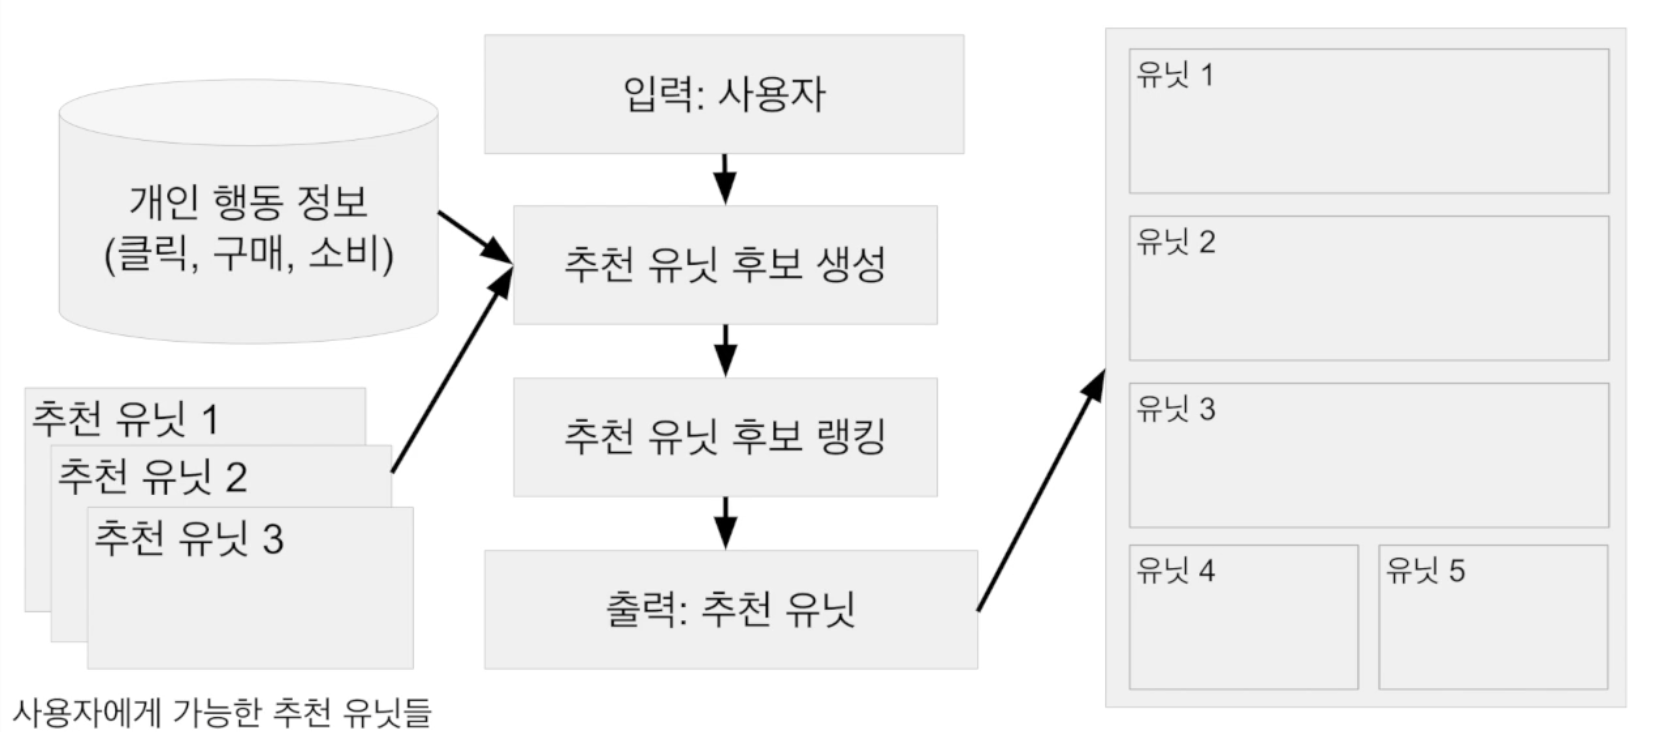 입력: 사용자
개인 행동 정보
(클릭, 구매, 소비)
추천 유닛 후보 생성
추천 유닛 후보 랭킹
출력: 추천 유닛
추천 유닛 1
추천 유닛 2
추천 유닛 3
사용자에게 가능한 추천 유닛들
유닛 1
유닛 2
유닛 3
유닛 4
유닛 5